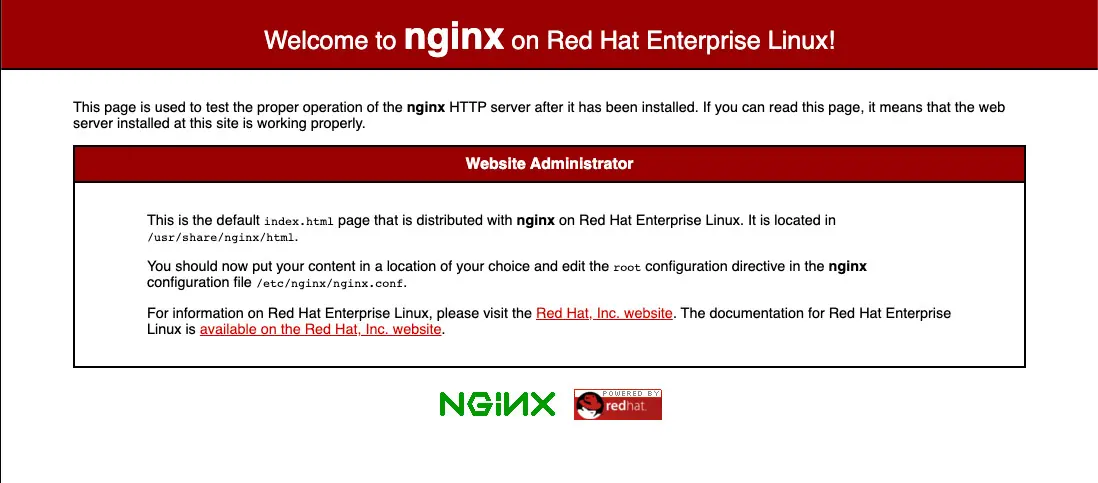 Welcome to nginx on Red Hat Enterprise Linux!
This page is used to test the proper operation of the nginx HTTP server after it has been installed. If you can read this page, it means that the web
server installed at this site is working properly.
Website Administrator
This is the default index.html page that is distributed with nginx on Red Hat Enterprise Linux. It is located in
/usr/share/nginx/html.
You should now put your content in a location of your choice and edit the root configuration directive in the nginx
configuration file /etc/nginx/nginx.conf.
For information on Red Hat Enterprise Linux, please visit the Red Hat, Inc. website. The documentation for Red Hat Enterprise
Linux is available on the Red Hat, Inc. website.
NGINX
POWERED BY
redhat.